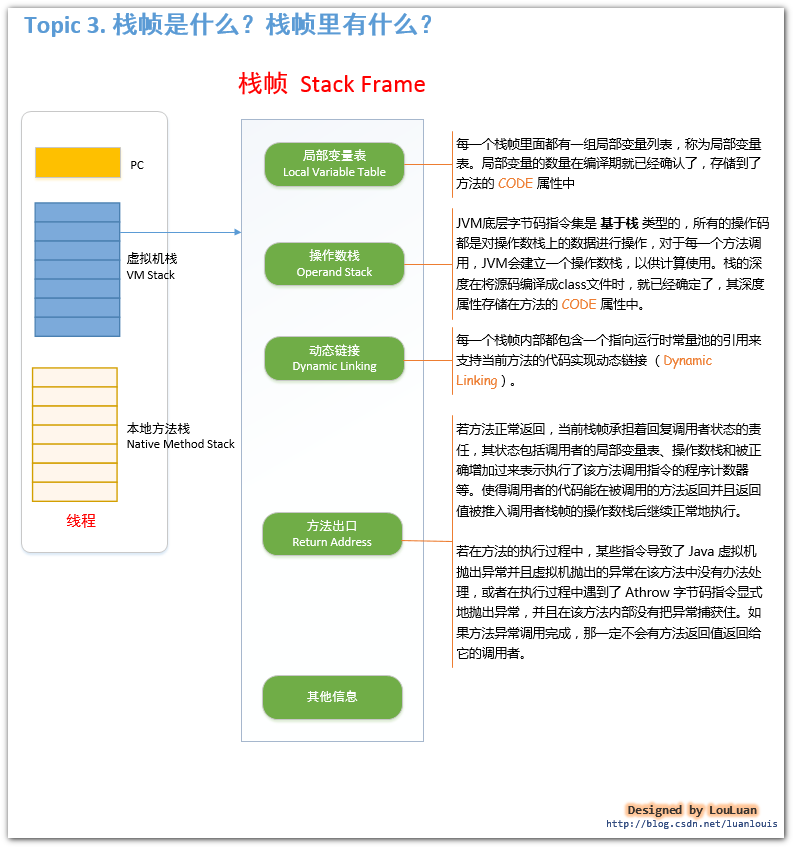 Topic 3. 栈帧是什么？栈帧里有什么？
栈帧 Stack Frame
PC
虚拟机栈
VM Stack
本地方法栈
Native Method Stack
线程
局部变量表
Local Variable Table
每一个栈帧里面都有一组局部变量列表，称为局部变量
表。局部变量的数量在编译期就已经确认了，存储到了
方法的 CODE 属性中
操作数栈
Operand Stack
JVM底层字节码指令集是 基于栈 类型的，所有的操作码
都是对操作数栈上的数据进行操作，对于每一个方法调
用，JVM会建立一个操作数栈，以供计算使用。栈的深
度在将源码编译成class文件时，就已经确定了，其深度
属性存储在方法的 CODE 属性中。
动态链接
Dynamic Linking
每一个栈帧内部都包含一个指向运行时常量池的引用来
支持当前方法的代码实现动态链接 （Dynamic
Linking）。
方法出口
Return Address
若方法正常返回，当前栈帧承担着回复调用者状态的责
任，其状态包括调用者的局部变量表、操作数栈和被正
确增加过来表示执行了该方法调用指令的程序计数器
等。使得调用者的代码能在被调用的方法返回并且返回
值被推入调用者栈帧的操作数栈后继续正常地执行。
若在方法的执行过程中，某些指令导致了 Java 虚拟机
抛出异常并且虚拟机抛出的异常在该方法中没有办法处
理，或者在执行过程中遇到了 Athrow 字节码指令显式
地抛出异常，并且在该方法内部没有把异常捕获住。如
果方法异常调用完成，那一定不会有方法返回值返回给
它的调用者。
其他信息
Designed by LouLuan
http://blog.csdn.net/luanlouis